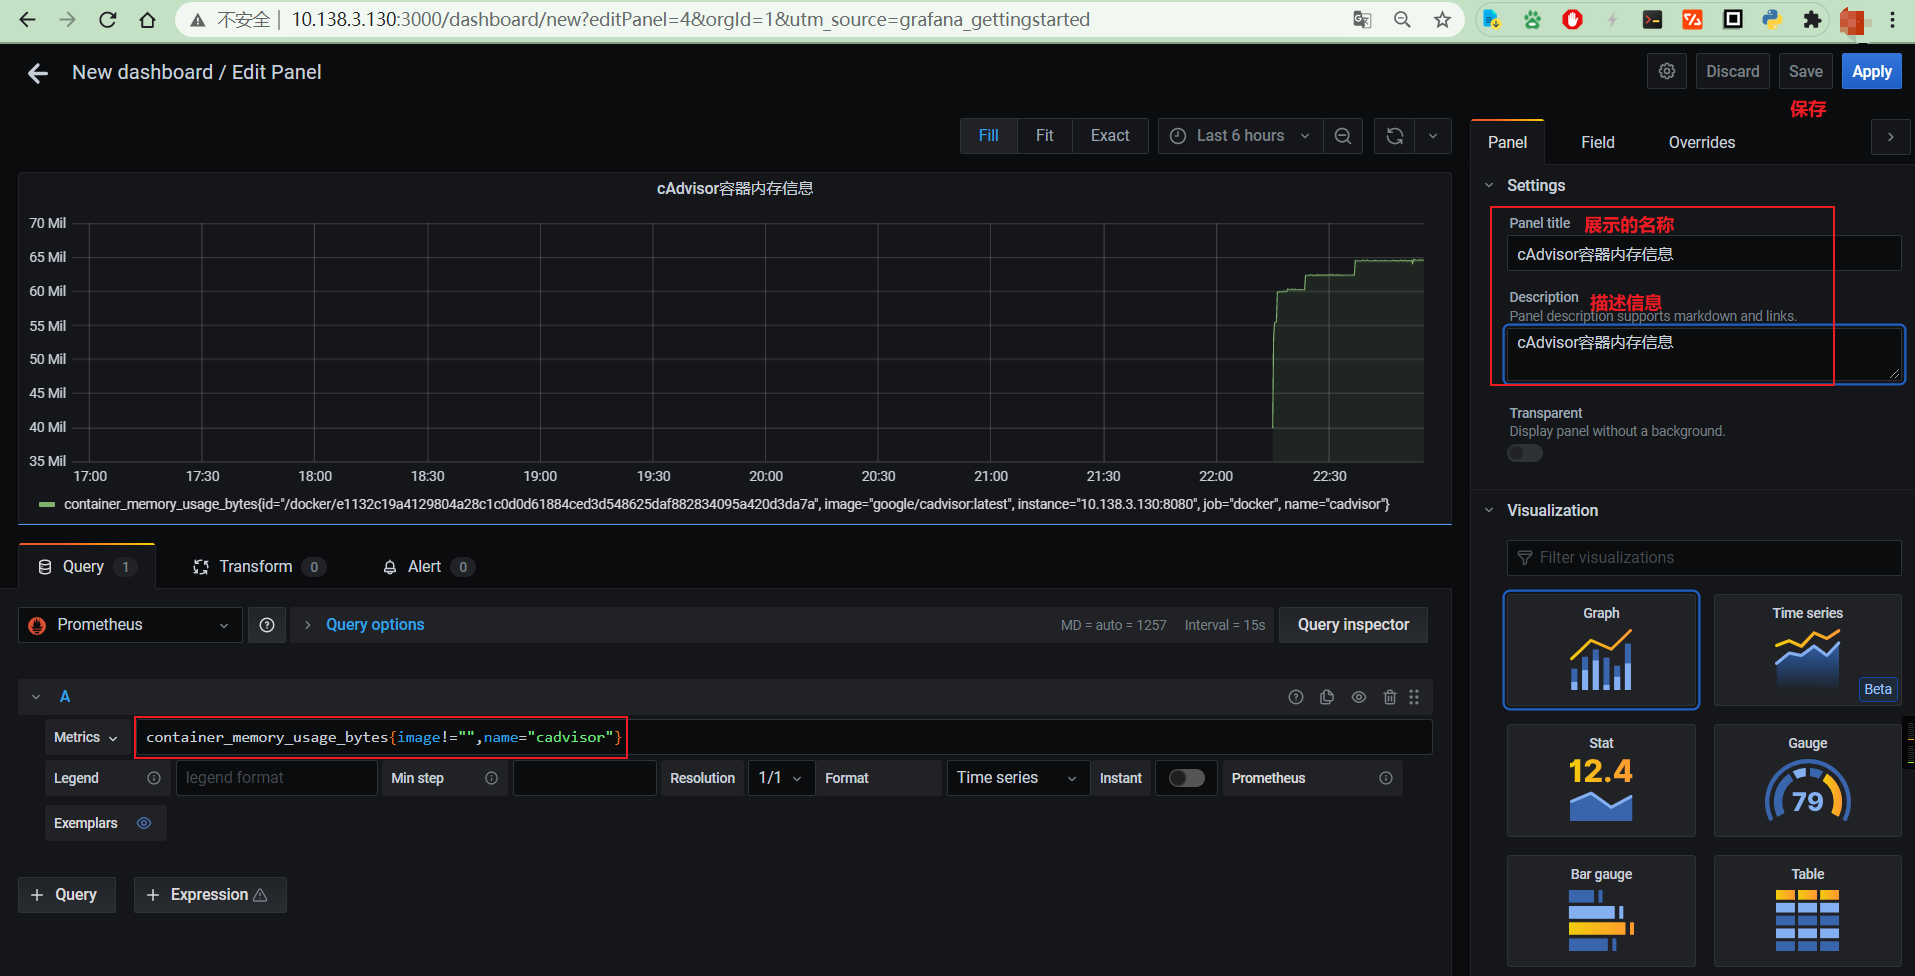 不安全 | 10.138.3.130:3000/dashboard/new?editPanel=4&orgId=1&utm_source=grafana_gettingstarted
New dashboard / Edit Panel
Discard
Save
Apply
保存
Fill
Fit
Exact
Last 6 hours
Panel
Field
Overrides
cAdvisor容器内存信息
70 Mil
65 Mil
60 Mil
55 Mil
50 Mil
45 Mil
40 Mil
35 Mil
17:00
17:30
18:00
18:30
19:00
19:30
20:00
20:30
21:00
21:30
22:00
22:30
container_memory_usage_bytes{id="/docker/e1132c19a4129804a28c1c0d0d61884ced3d548625daf882834095a420d3da7a", image="google/cadvisor:latest", instance="10.138.3.130:8080", job="docker", name="cadvisor"}
Settings
Panel title 展示的名称
cAdvisor容器内存信息
Description 描述信息
Panel description supports markdown and links.
cAdvisor容器内存信息
Transparent
Display panel without a background.
Visualization
Filter visualizations
Graph
Time series
Beta
Stat
12.4
Gauge
79
Bar gauge
Table
Query 1
Transform 0
Alert 0
Prometheus
Query options
MD = auto = 1257
Interval = 15s
Query inspector
A
Metrics
container_memory_usage_bytes{image!="",name="cadvisor"}
Legend
legend format
Min step
Resolution
1/1
Format
Time series
Instant
Prometheus
Exemplars
+ Query
+ Expression